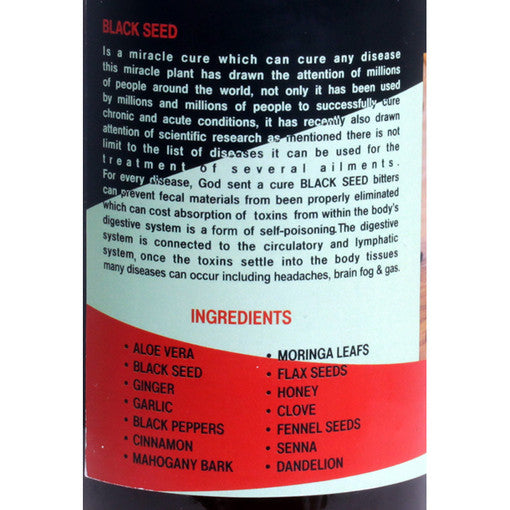 BLACK SEED
Is a miracle cure which can cure any disease
this miracle plant has drawn the attention of millions
of people around the world, not only it has been used
by millions and millions of people to successfully cure
chronic and acute conditions, it has recently also drawn
attention of scientific research as mentioned there is not
limit to the list of diseases it can be used for the
treatment of several ailments.
For every disease, God sent a cure BLACK SEED bitters
can prevent fecal materials from been properly eliminated
which can cost absorption of toxins from within the body's
digestive system is a form of self-poisoning.The digestive
system is connected to the circulatory and lymphatic
system, once the toxins settle into the body tissues
many diseases can occur including headaches, brain fog & gas.
INGREDIENTS
• ALOE VERA
• BLACK SEED
• GINGER
• GARLIC
• BLACK PEPPERS
• CINNAMON
• MAHOGANY BARK
• MORINGA LEAFS
• FLAX SEEDS
• HONEY
• CLOVE
• FENNEL SEEDS
• SENNA
• DANDELION